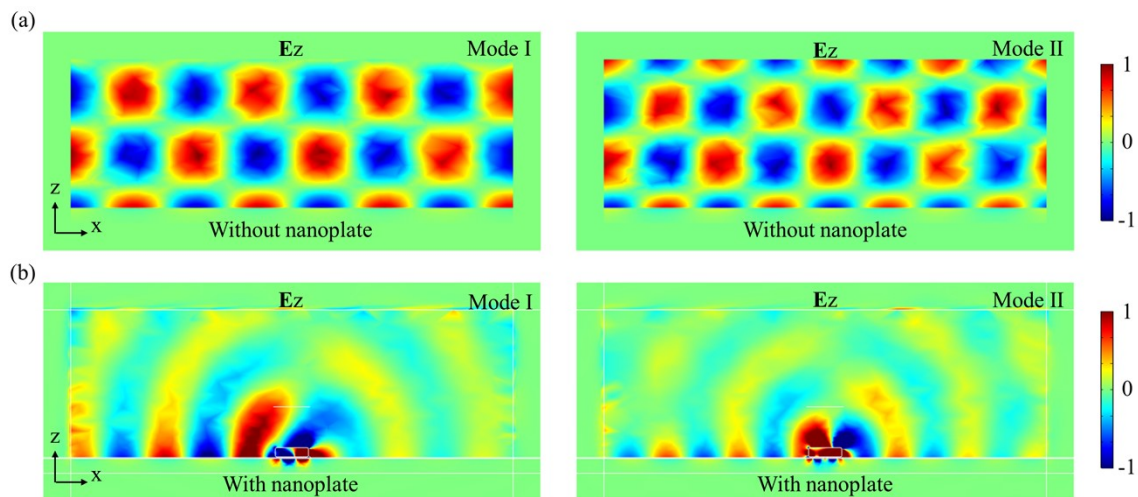 (a)
Ez
Mode I
Ez
Mode II
1
0
-1
z
x
Without nanoplate
Without nanoplate
(b)
Ez
Mode I
Ez
Mode II
1
0
-1
z
x
With nanoplate
With nanoplate